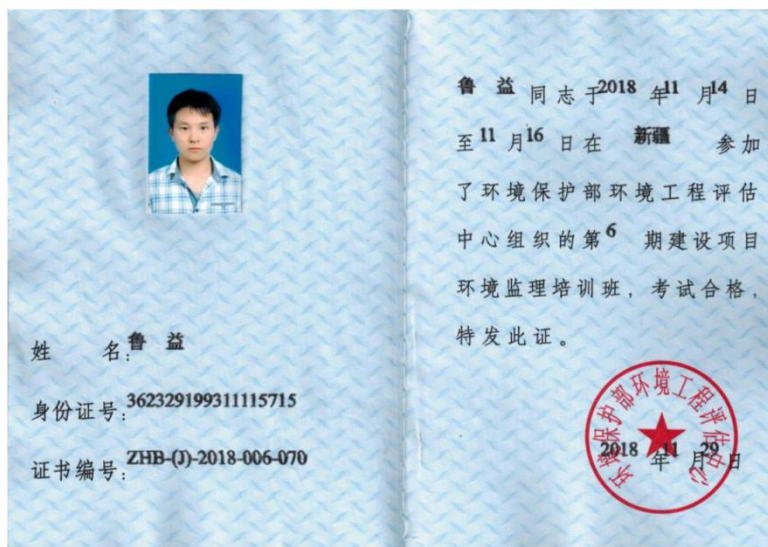 姓 名:鲁 益
身份证号:362329199311115715
证书编号:ZHB-(J)-2018-006-070
鲁 益 同志于2018 年11 月14 日
至11 月16 日在 新疆 参加
了环境保护部环境工程评估
中心组织的第6 期建设项目
环境监理培训班，考试合格，
特发此证。
环境保护部环境工程评估中心
2018 年11 月29 日